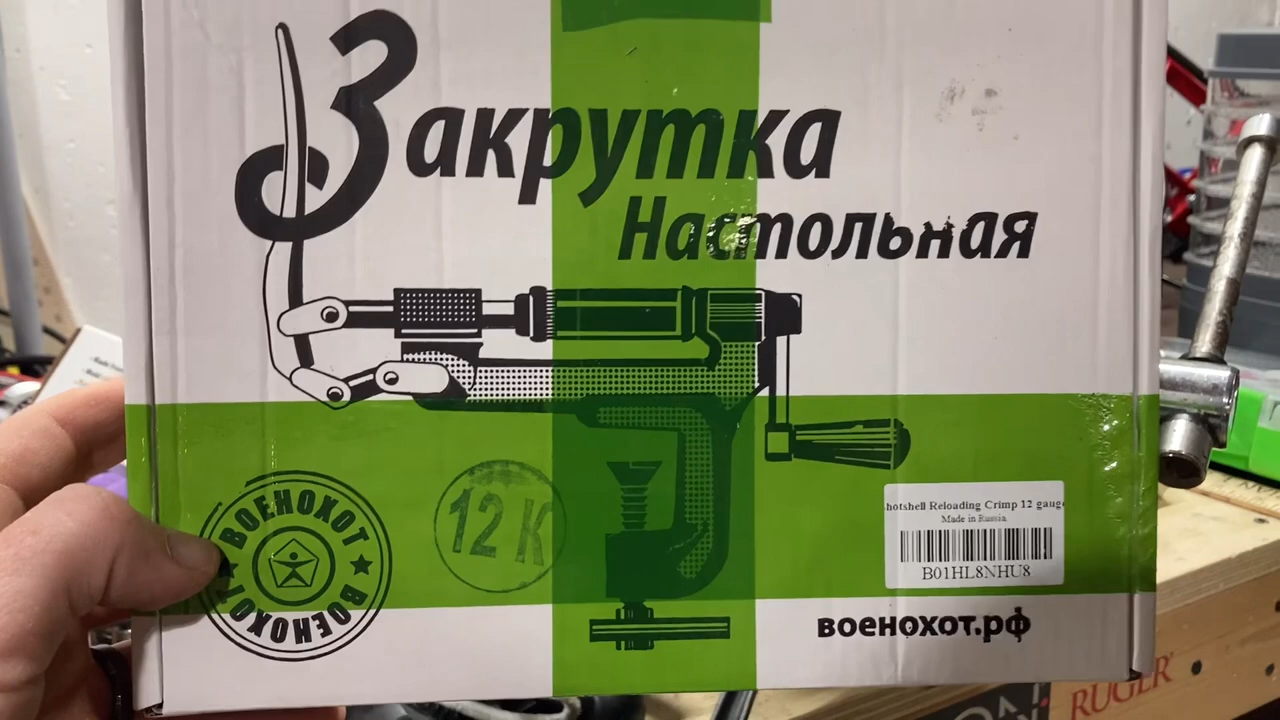 Закрутка
Настольная
ВОЕНОХОТ ★ ВОЕНОХОТ ★
12 К
hotshell Reloading Crimp 12 gauge
Made in Russia
B01HL8NHU8
военохот.рф
RUGER